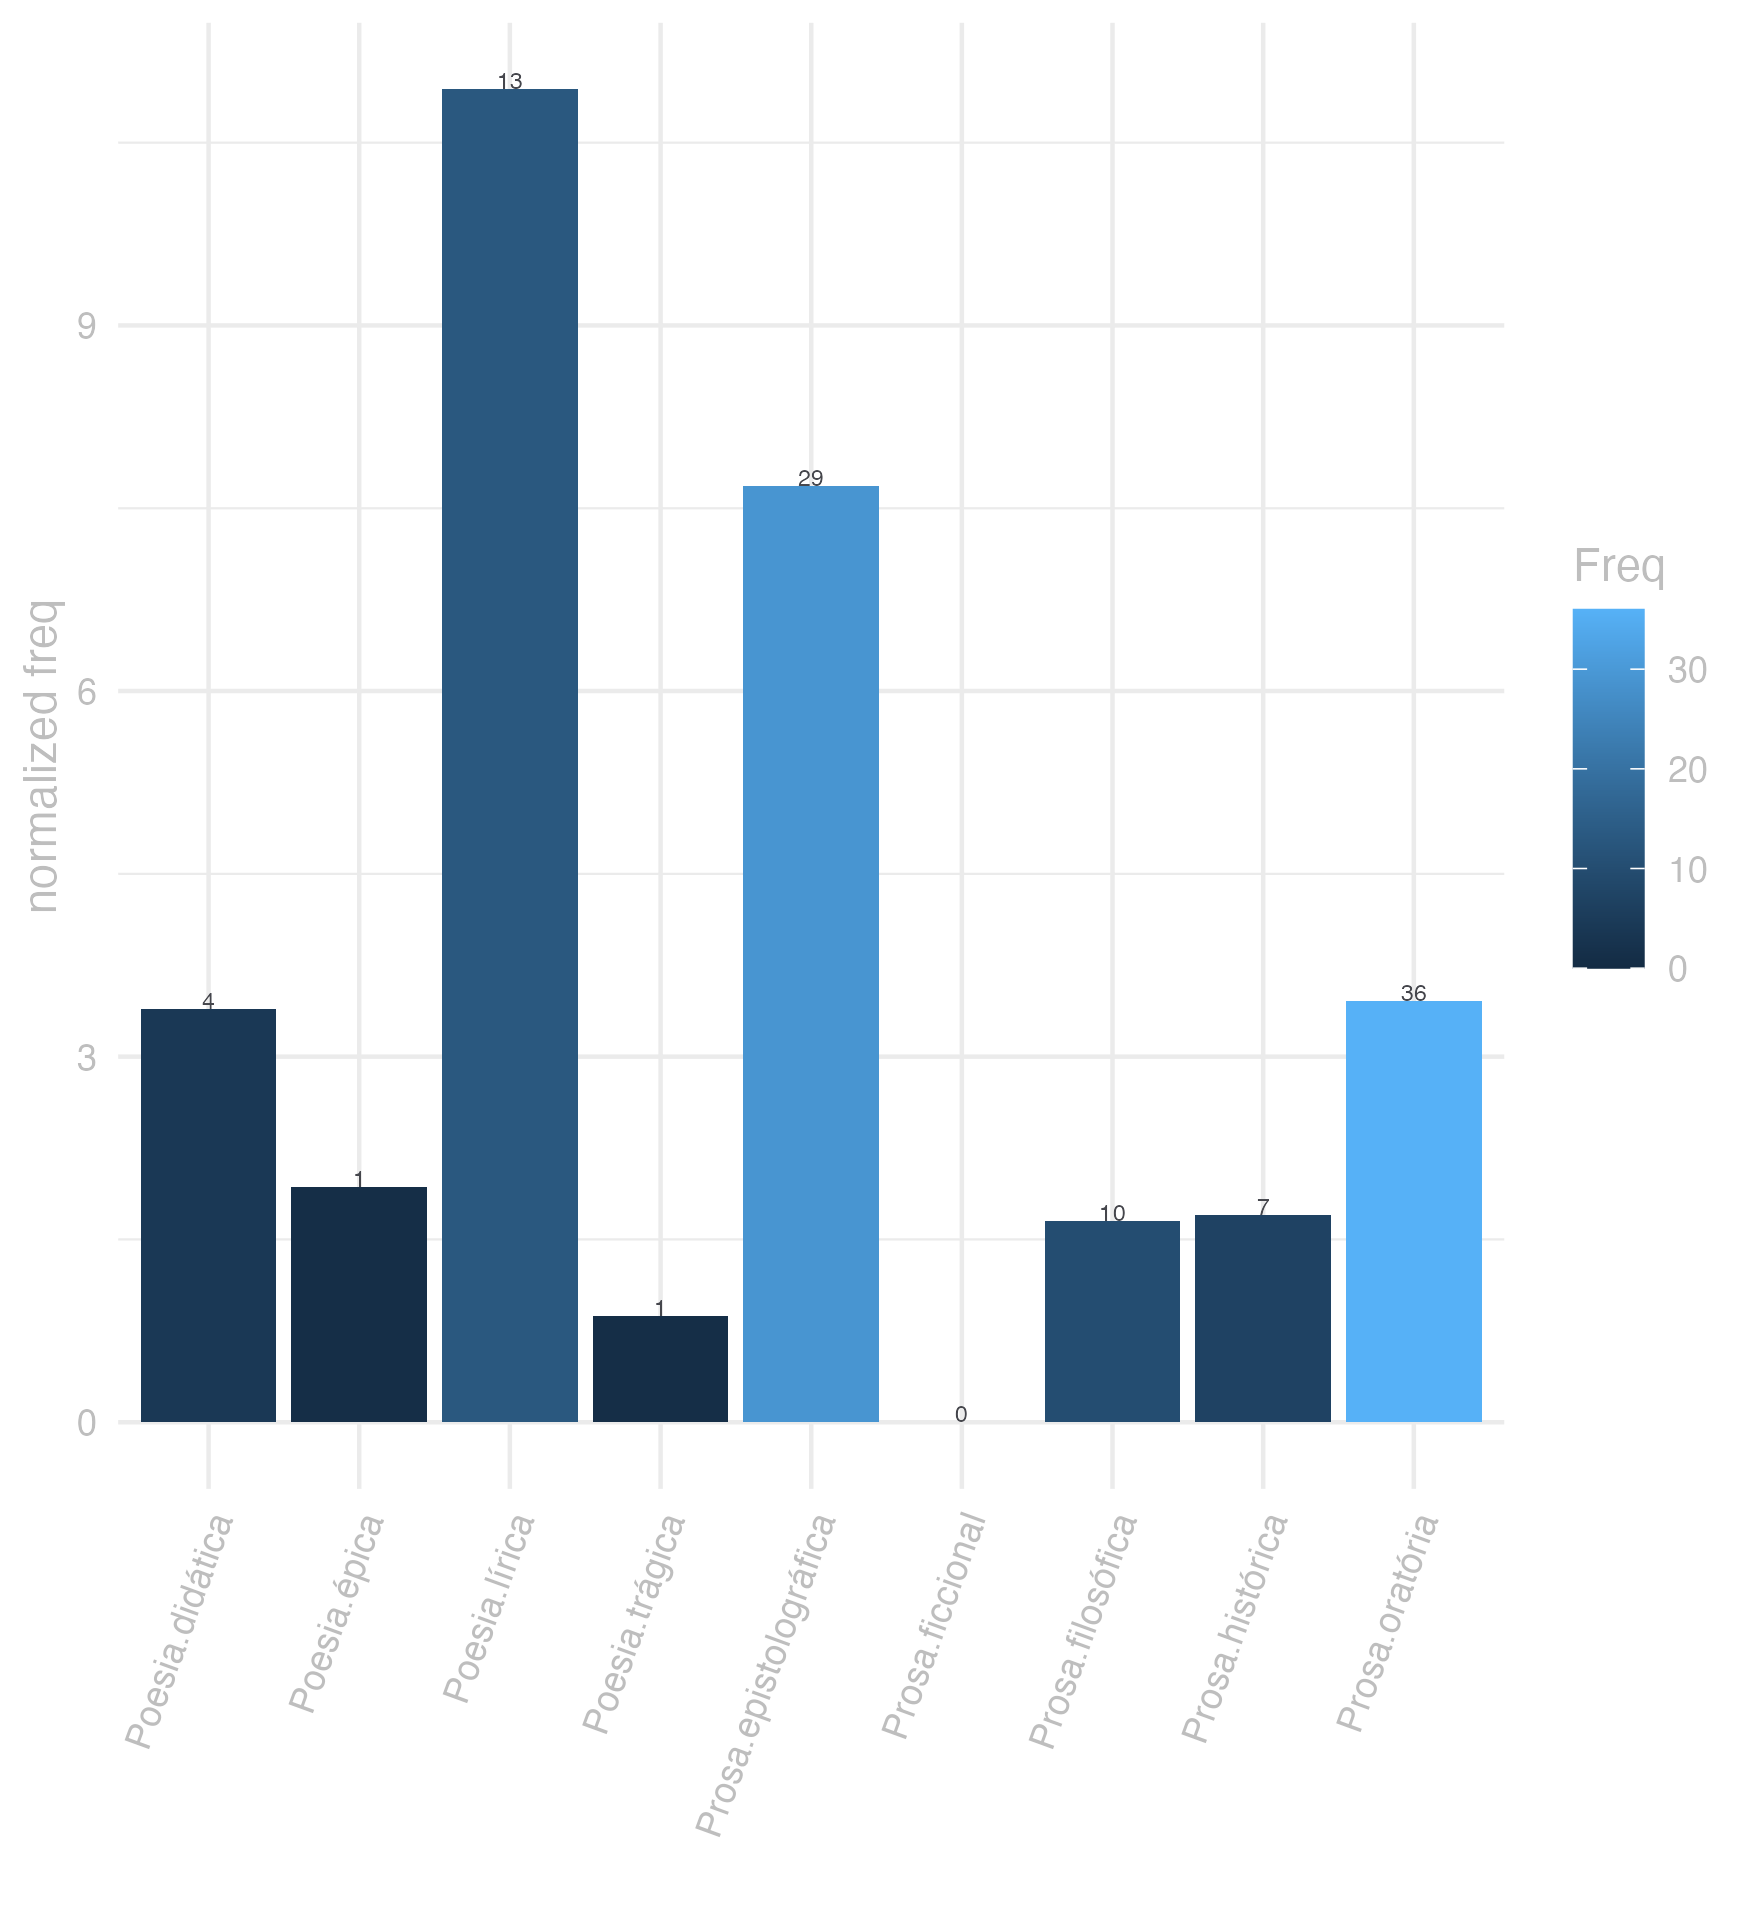 13
29
4
1
1
0
10
7
36
9
6
3
0
normalized freq
Poesia.didática
Poesia.épica
Poesia.lírica
Poesia.trágica
Prosa.epistolográfica
Prosa.ficcional
Prosa.filosófica
Prosa.histórica
Prosa.oratória
Freq
30
20
10
0